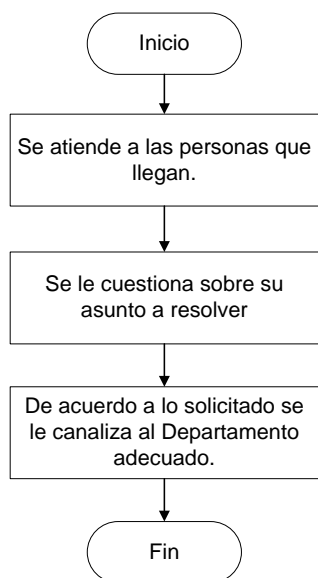 Inicio
Se atiende a las personas que
llegan.
Se le cuestiona sobre su
asunto a resolver
De acuerdo a lo solicitado se
le canaliza al Departamento
adecuado.
Fin